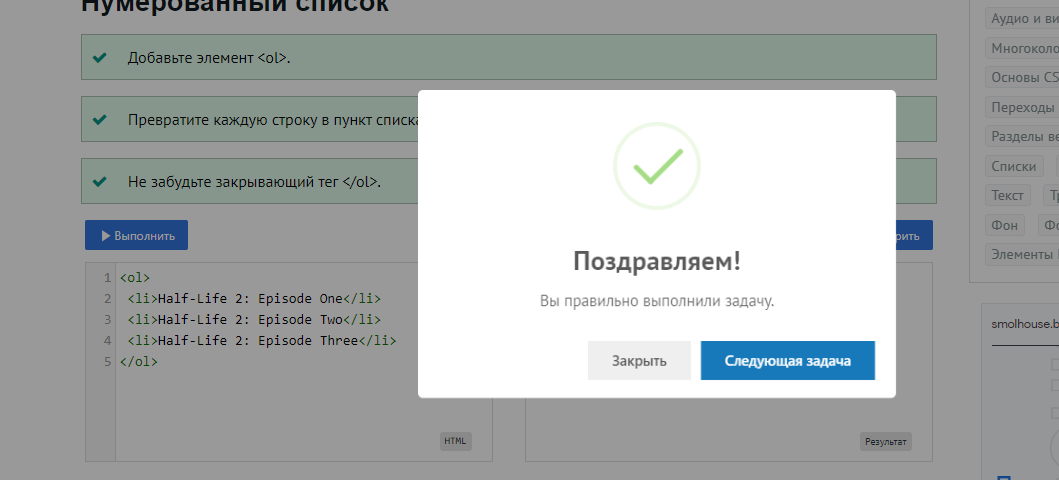 Нумерованный список
Добавьте элемент <ol>.
Превратите каждую строку в пункт списка
Не забудьте закрывающий тег </ol>.
Выполнить
1 <ol>
2 <li>Half-Life 2: Episode One</li>
3 <li>Half-Life 2: Episode Two</li>
4 <li>Half-Life 2: Episode Three</li>
5 </ol>
HTML
Результат
Поздравляем!
Вы правильно выполнили задачу.
Закрыть
Следующая задача
Аудио и ви
Многоколо
Основы CS
Переходы
Разделы ве
Списки
Текст
Фон
Элементы
smolhouse.b